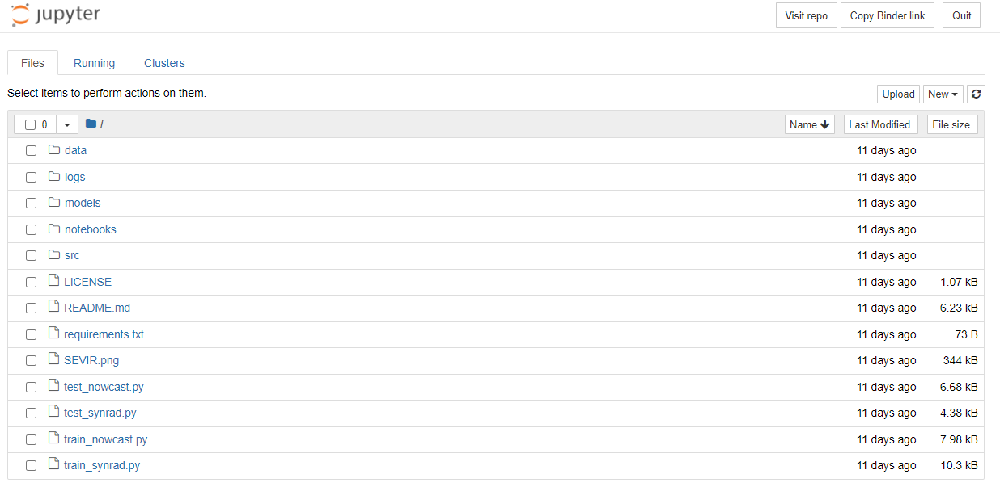 jupyter Visit repo Copy Binder link Quit
Files Running Clusters
Select items to perform actions on them. Upload New
0 / Name Last Modified File size
data 11 days ago
logs 11 days ago
models 11 days ago
notebooks 11 days ago
src 11 days ago
LICENSE 11 days ago 1.07 kB
README.md 11 days ago 6.23 kB
requirements.txt 11 days ago 73 B
SEVIR.png 11 days ago 344 kB
test_nowcast.py 11 days ago 6.68 kB
test_synrad.py 11 days ago 4.38 kB
train_nowcast.py 11 days ago 7.98 kB
train_synrad.py 11 days ago 10.3 kB